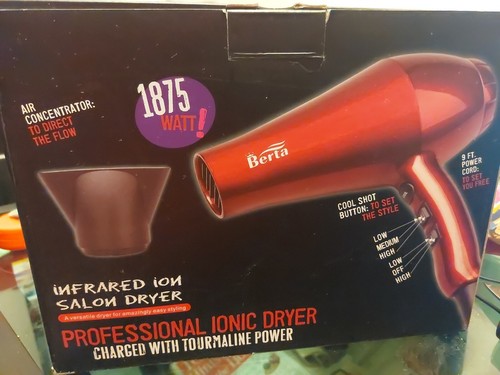 1875
WATT!
AIR
CONCENTRATOR:
TO DIRECT
THE FLOW
Berta
9 FT.
POWER
CORD:
TO SET
YOU FREE
COOL SHOT
BUTTON: TO SET
THE STYLE
LOW
MEDIUM
HIGH
LOW
OFF
HIGH
INFRARED ION
SALON DRYER
A versatile dryer for amazingly easy styling
PROFESSIONAL IONIC DRYER
CHARGED WITH TOURMALINE POWER